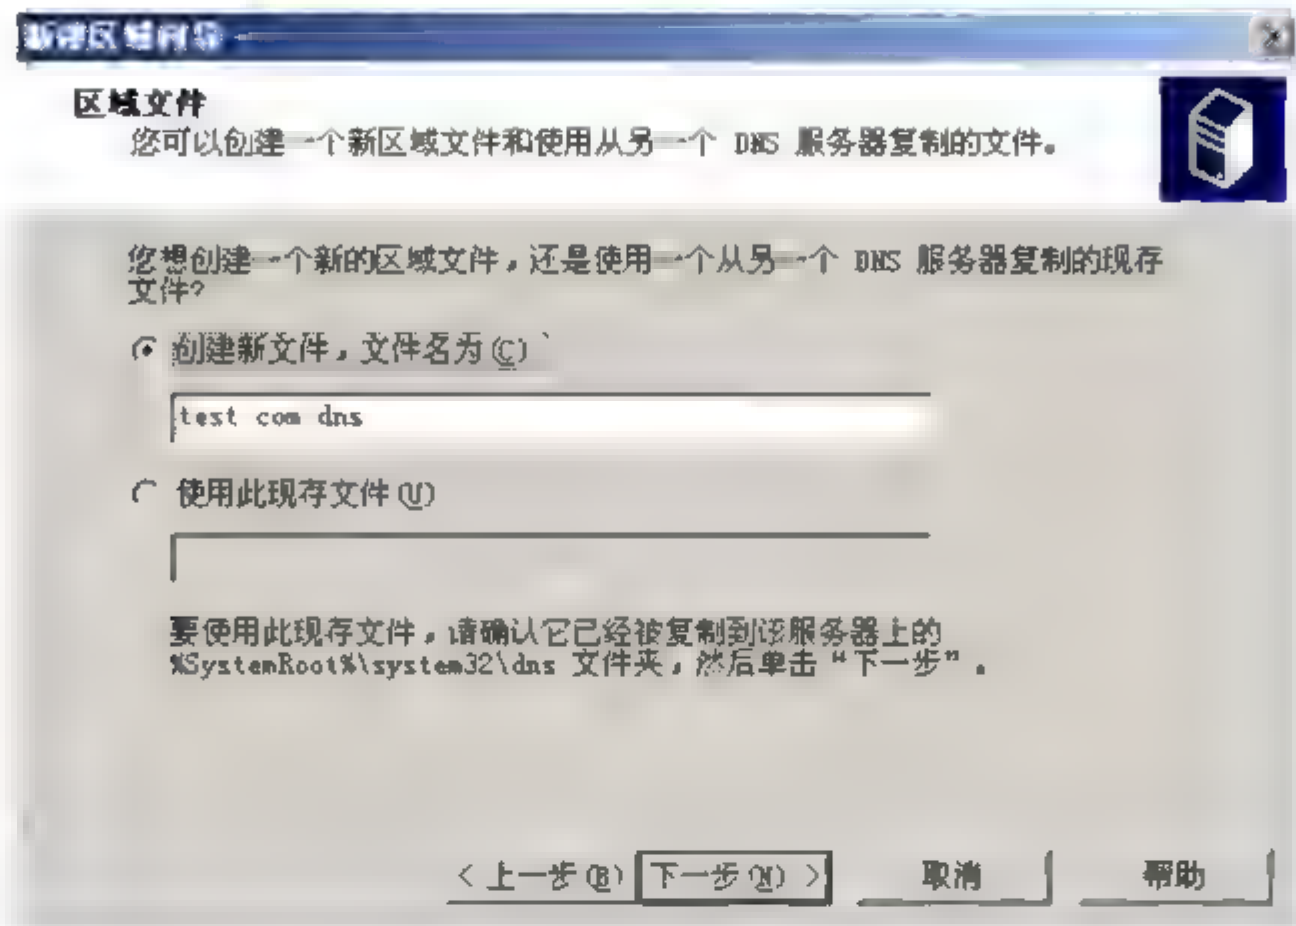 新建区域向导
区域文件
您可以创建一个新区域文件和使用从另一个 DNS 服务器复制的文件。
您想创建一个新的区域文件，还是使用一个从另一个 DNS 服务器复制的现存
文件?
创建新文件，文件名为(C)
test com dns
使用此现存文件(U)
要使用此现存文件，请确认它已经被复制到该服务器上的
%SystemRoot%\system32\dns 文件夹，然后单击“下一步”.
< 上一步(B) 下一步(N) > 取消 帮助